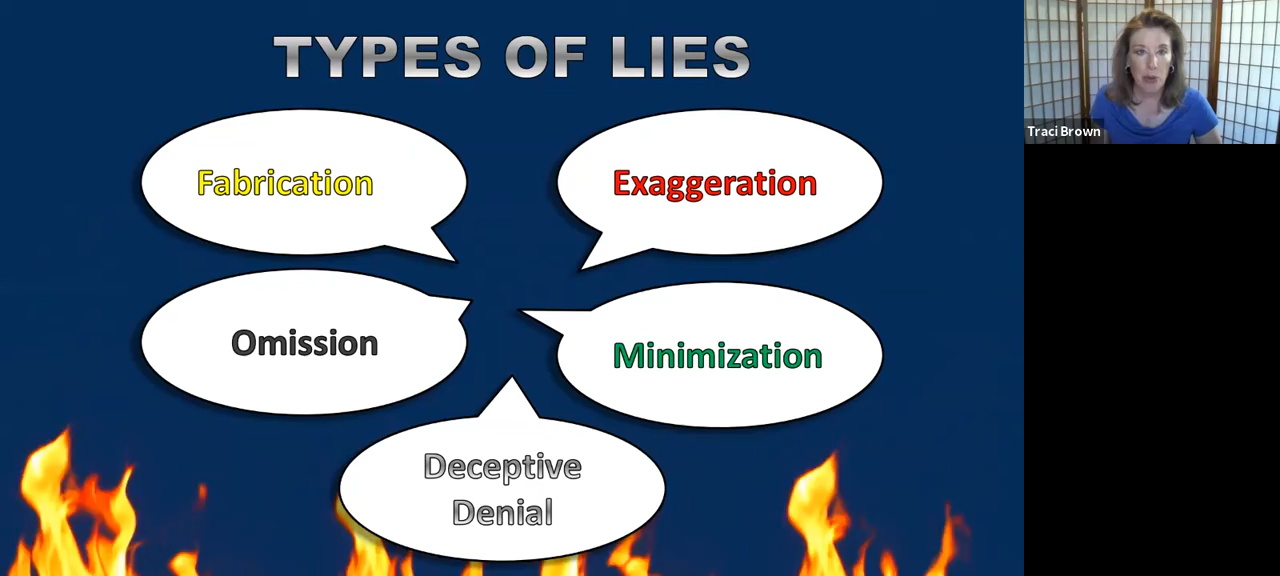 TYPES OF LIES
Fabrication
Exaggeration
Omission
Minimization
Deceptive
Denial
Traci Brown